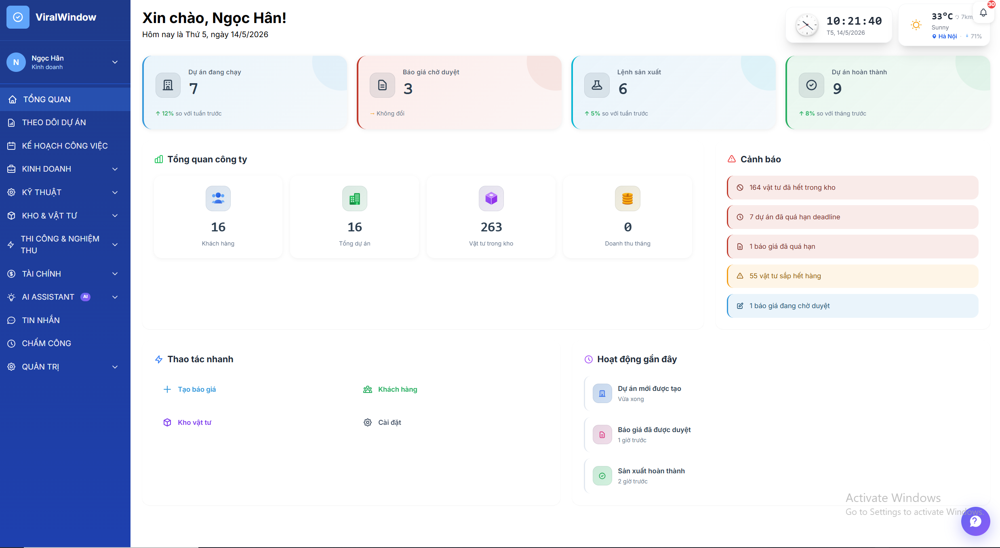 ViralWindow
N
Ngọc Hân
Kinh doanh
TỔNG QUAN
THEO DÕI DỰ ÁN
KẾ HOẠCH CÔNG VIỆC
KINH DOANH
KỸ THUẬT
KHO & VẬT TƯ
THI CÔNG & NGHIỆM
THU
TÀI CHÍNH
AI ASSISTANT AI
TIN NHẮN
CHẤM CÔNG
QUẢN TRỊ
Xin chào, Ngọc Hân!
Hôm nay là Thứ 5, ngày 14/5/2026
10:21:40
T5, 14/5/2026
33°C 7km
Sunny
Hà Nội · 71%
30
Dự án đang chạy
7
↑ 12% so với tuần trước
Báo giá chờ duyệt
3
→ Không đổi
Lệnh sản xuất
6
↑ 5% so với tuần trước
Dự án hoàn thành
9
↑ 8% so với tháng trước
Tổng quan công ty
16
Khách hàng
16
Tổng dự án
263
Vật tư trong kho
0
Doanh thu tháng
Cảnh báo
164 vật tư đã hết trong kho
7 dự án đã quá hạn deadline
1 báo giá đã quá hạn
55 vật tư sắp hết hàng
1 báo giá đang chờ duyệt
Thao tác nhanh
Tạo báo giá
Khách hàng
Kho vật tư
Cài đặt
Hoạt động gần đây
Dự án mới được tạo
Vừa xong
Báo giá đã được duyệt
1 giờ trước
Sản xuất hoàn thành
2 giờ trước
Activate Windows
Go to Settings to activate Windows.